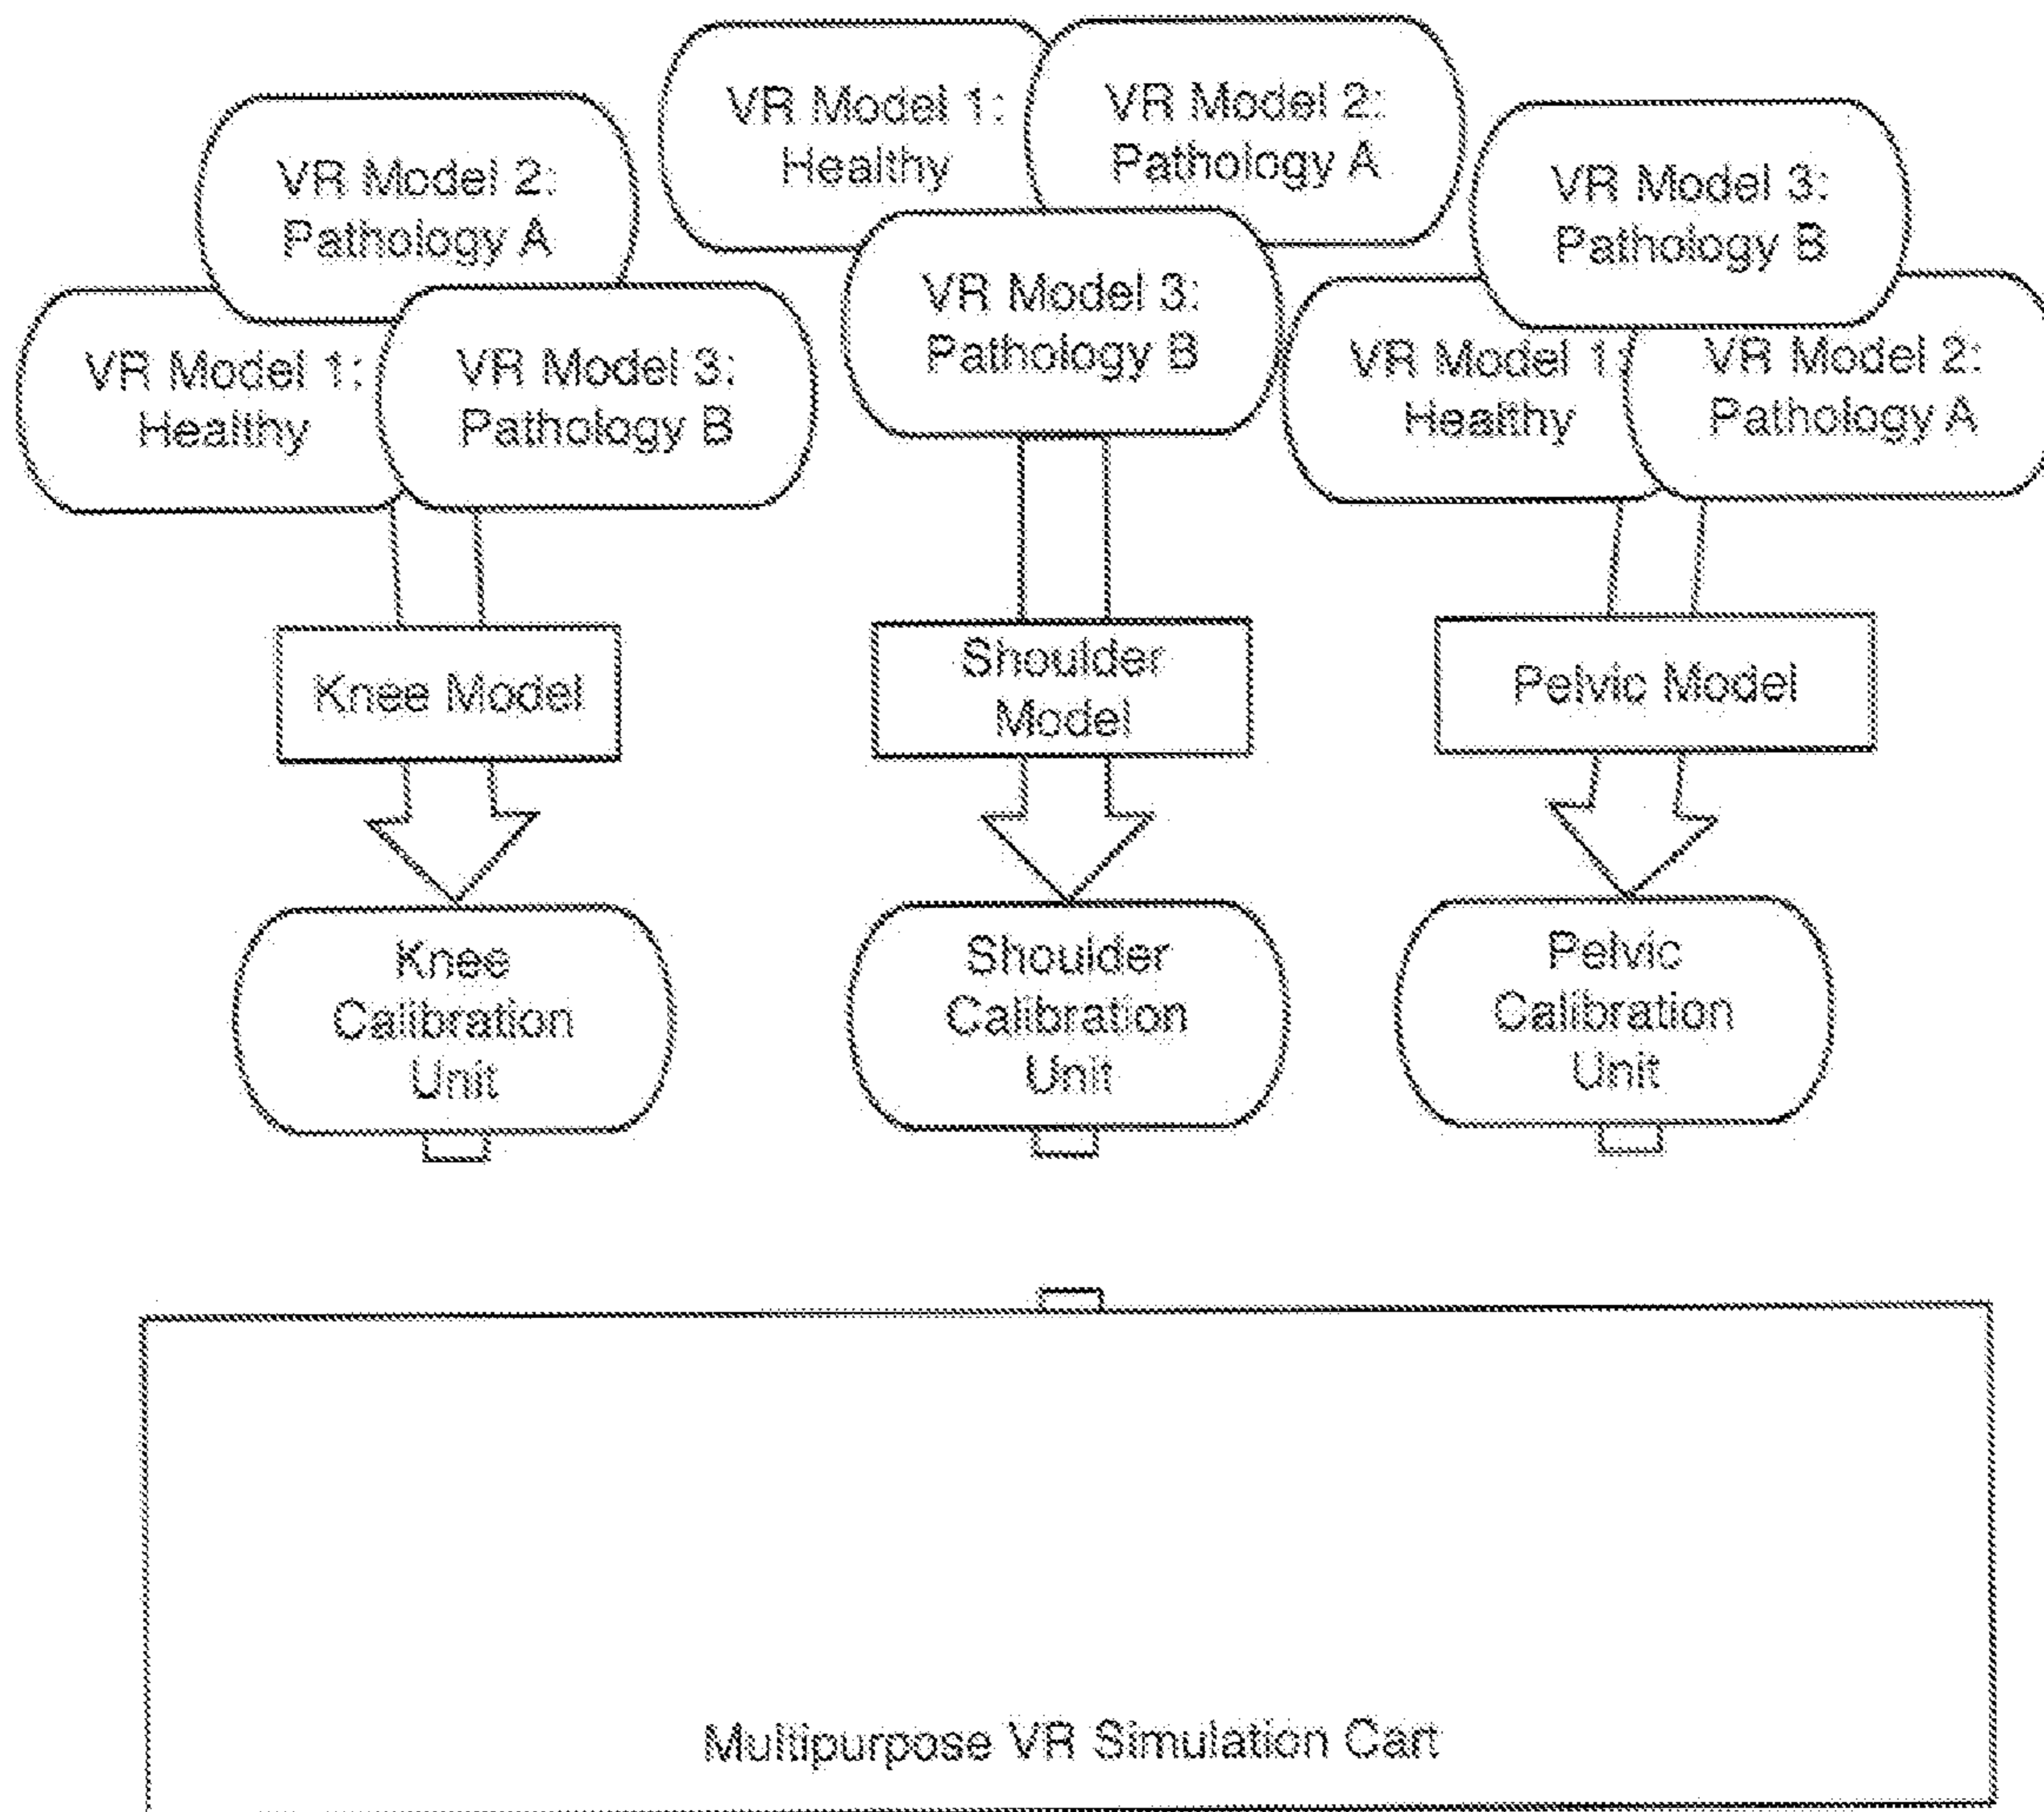 VR Model 1:
Healthy
VR Model 2:
Pathology A
VR Model 3:
Pathology B
VR Model 2:
Pathology A
VR Model 1:
Healthy
VR Model 3:
Pathology B
VR Model 3:
Pathology B
VR Model 1:
Healthy
VR Model 2:
Pathology A
Knee Model
Shoulder
Model
Pelvic Model
Knee
Calibration
Unit
Shoulder
Calibration
Unit
Pelvic
Calibration
Unit
Multipurpose VR Simulation Cart